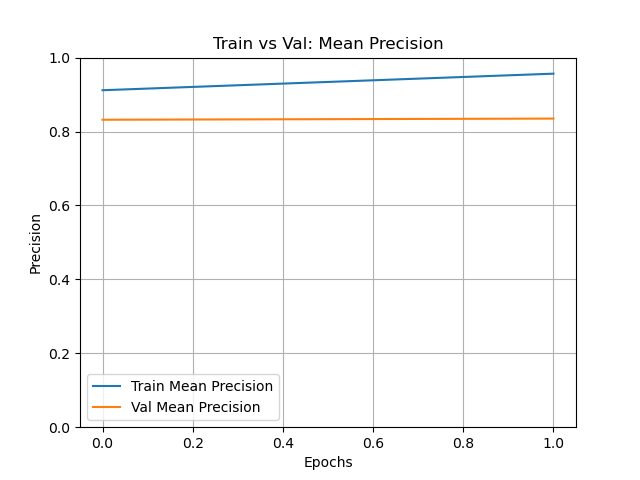 Train vs Val: Mean Precision
1.0
0.8
0.6
0.4
0.2
0.0
Precision
Train Mean Precision
Val Mean Precision
0.0 0.2 0.4 0.6 0.8 1.0
Epochs